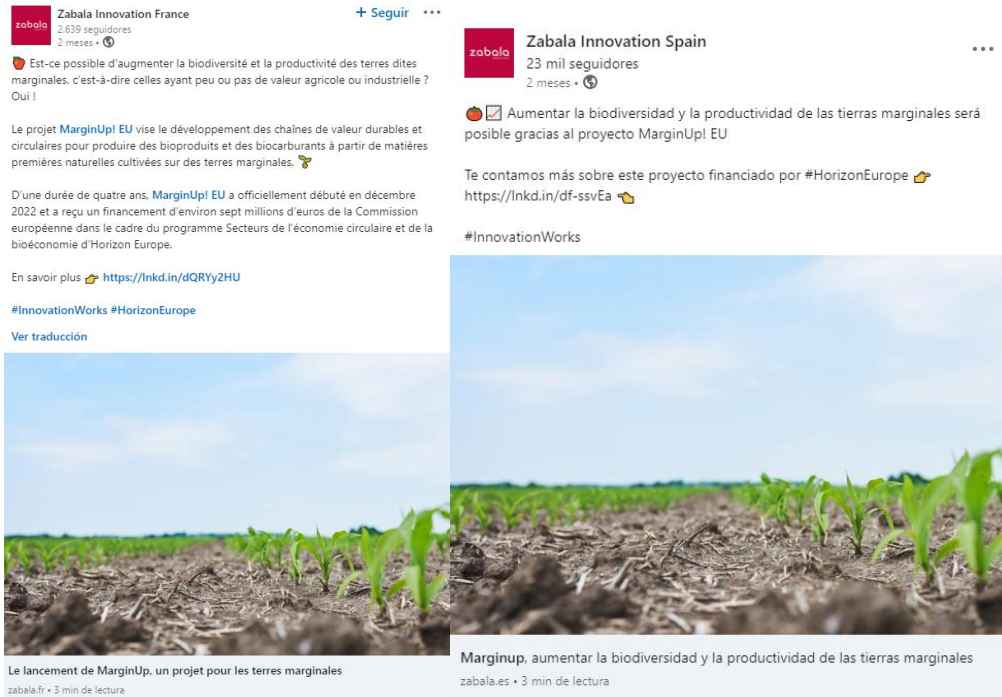 zabala
Zabala Innovation France
+ Seguir
2.639 seguidores
2 meses •
Est-ce possible d'augmenter la biodiversité et la productivité des terres dites
marginales, c'est-à-dire celles ayant peu ou pas de valeur agricole ou industrielle ?
Oui !
Le projet MarginUp! EU vise le développement des chaînes de valeur durables et
circulaires pour produire des bioproduits et des biocarburants à partir de matières
premières naturelles cultivées sur des terres marginales.
D'une durée de quatre ans, MarginUp! EU a officiellement débuté en décembre
2022 et a reçu un financement d'environ sept millions d'euros de la Commission
européenne dans le cadre du programme Secteurs de l'économie circulaire et de la
bioéconomie d'Horizon Europe.
En savoir plus 👉 https://lnkd.in/dQRYy2HU
#InnovationWorks #HorizonEurope
Ver traducción
Le lancement de MarginUp, un projet pour les terres marginales
zabala.fr • 3 min de lectura
zabala
Zabala Innovation Spain
23 mil seguidores
2 meses •
🍅📈 Aumentar la biodiversidad y la productividad de las tierras marginales será
posible gracias al proyecto MarginUp! EU
Te contamos más sobre este proyecto financiado por #HorizonEurope 👉
https://lnkd.in/df-ssvEa 👈
#InnovationWorks
Marginup, aumentar la biodiversidad y la productividad de las tierras marginales
zabala.es • 3 min de lectura